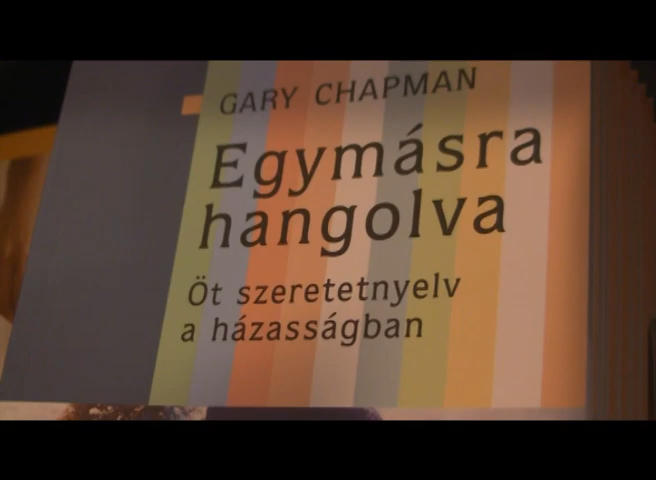 GARY CHAPMAN
Egymásra
hangolva
Öt szeretetnyelv
a házasságban